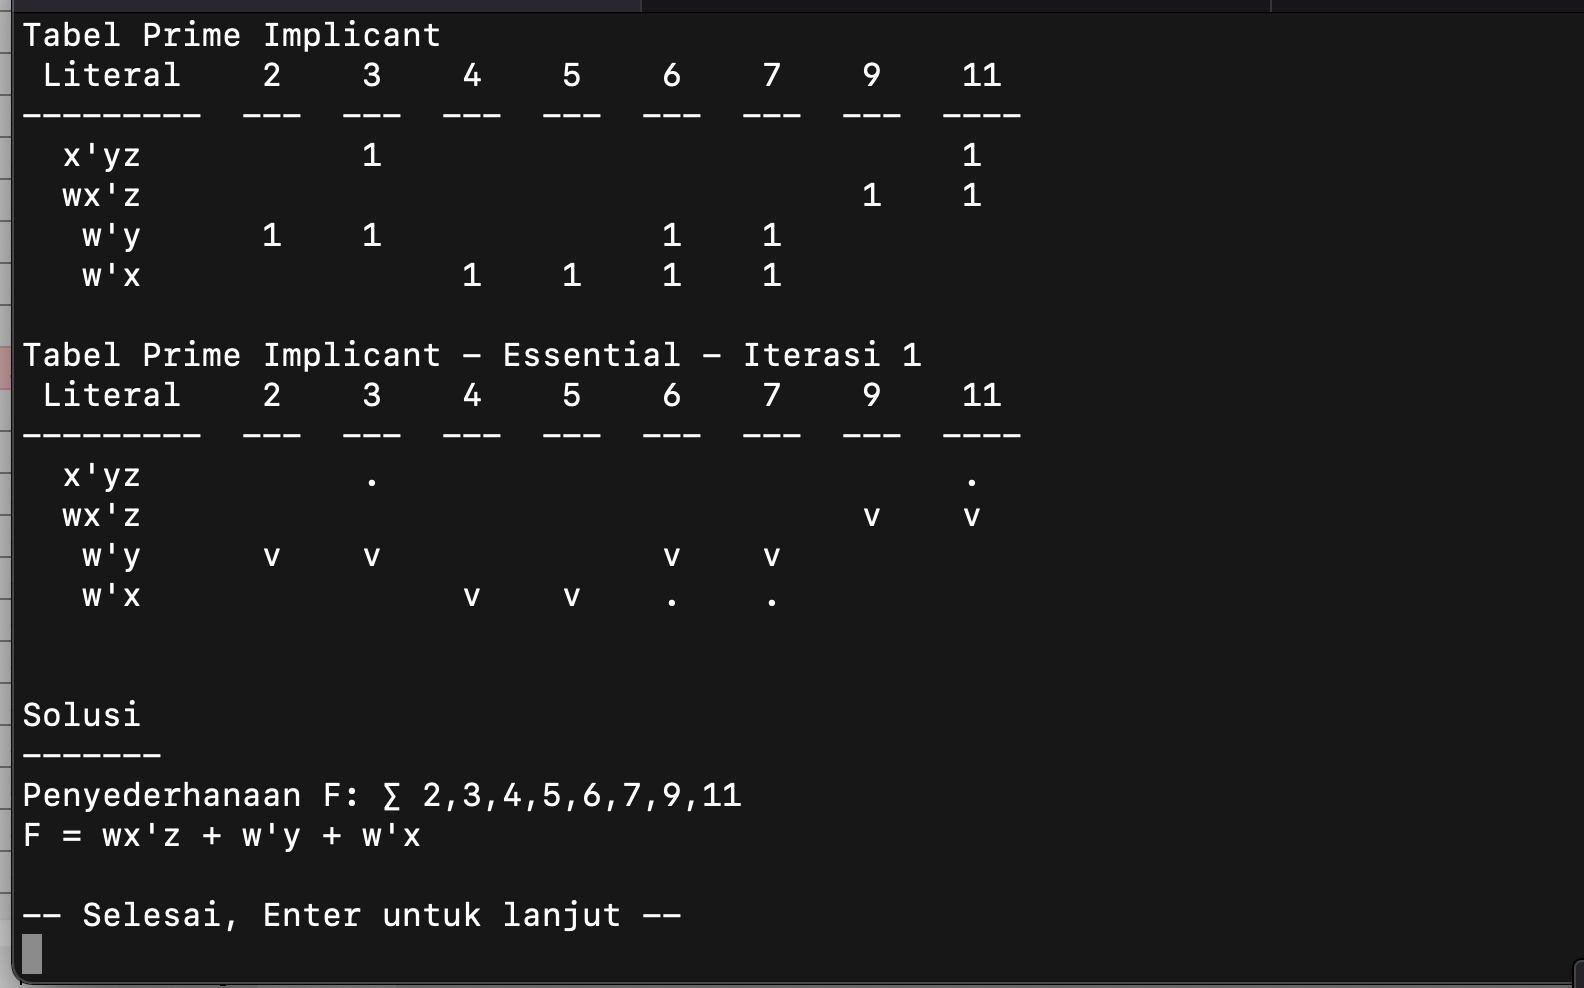 Tabel Prime Implicant
 Literal    2    3    4    5    6    7    9    11
---------  ---  ---  ---  ---  ---  ---  ---  ----
  x'yz           1                             1
  wx'z                                    1    1
   w'y      1    1              1    1
   w'x                1    1    1    1
Tabel Prime Implicant - Essential - Iterasi 1
 Literal    2    3    4    5    6    7    9    11
---------  ---  ---  ---  ---  ---  ---  ---  ----
  x'yz           .                             .
  wx'z                                    v    v
   w'y      v    v              v    v
   w'x                v    v    .    .
Solusi
-------
Penyederhanaan F: ∑ 2,3,4,5,6,7,9,11
F = wx'z + w'y + w'x
-- Selesai, Enter untuk lanjut --